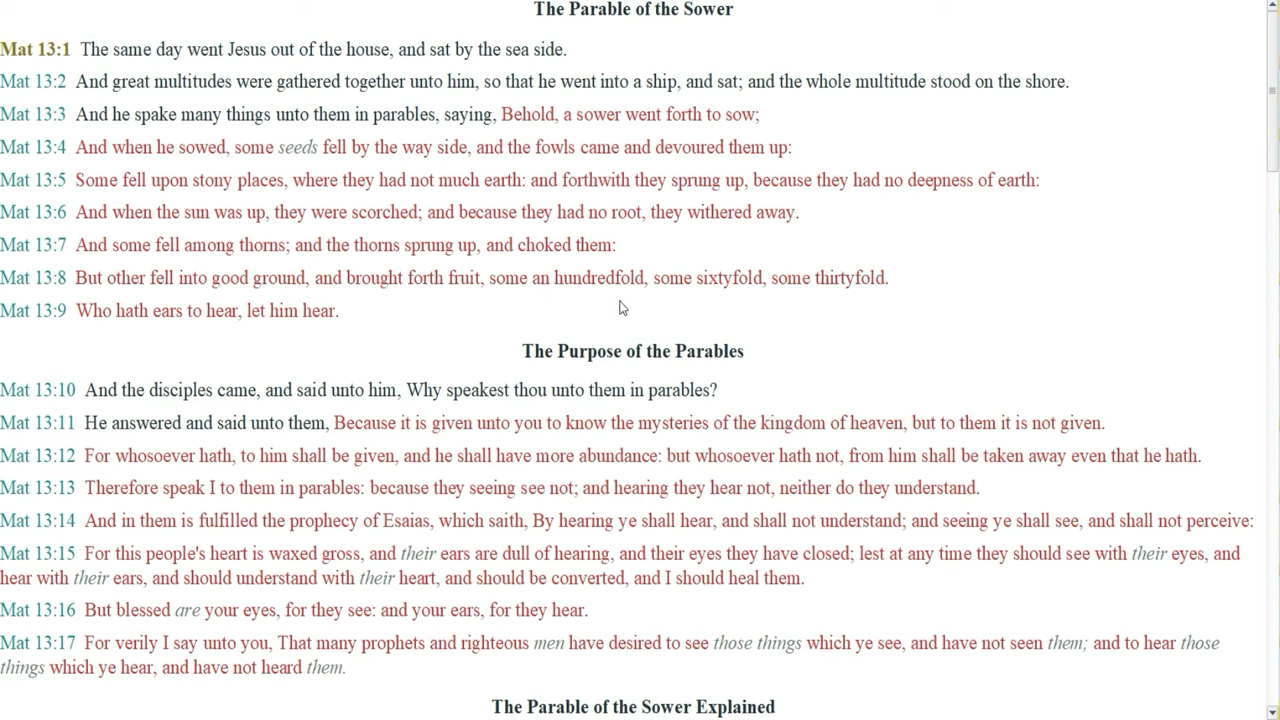 The Parable of the Sower
Mat 13:1 The same day went Jesus out of the house, and sat by the sea side.
Mat 13:2 And great multitudes were gathered together unto him, so that he went into a ship, and sat; and the whole multitude stood on the shore.
Mat 13:3 And he spake many things unto them in parables, saying, Behold, a sower went forth to sow;
Mat 13:4 And when he sowed, some seeds fell by the way side, and the fowls came and devoured them up:
Mat 13:5 Some fell upon stony places, where they had not much earth: and forthwith they sprung up, because they had no deepness of earth:
Mat 13:6 And when the sun was up, they were scorched; and because they had no root, they withered away.
Mat 13:7 And some fell among thorns; and the thorns sprung up, and choked them:
Mat 13:8 But other fell into good ground, and brought forth fruit, some an hundredfold, some sixtyfold, some thirtyfold.
Mat 13:9 Who hath ears to hear, let him hear.
The Purpose of the Parables
Mat 13:10 And the disciples came, and said unto him, Why speakest thou unto them in parables?
Mat 13:11 He answered and said unto them, Because it is given unto you to know the mysteries of the kingdom of heaven, but to them it is not given.
Mat 13:12 For whosoever hath, to him shall be given, and he shall have more abundance: but whosoever hath not, from him shall be taken away even that he hath.
Mat 13:13 Therefore speak I to them in parables: because they seeing see not; and hearing they hear not, neither do they understand.
Mat 13:14 And in them is fulfilled the prophecy of Esaias, which saith, By hearing ye shall hear, and shall not understand; and seeing ye shall see, and shall not perceive:
Mat 13:15 For this people's heart is waxed gross, and their ears are dull of hearing, and their eyes they have closed; lest at any time they should see with their eyes, and
hear with their ears, and should understand with their heart, and should be converted, and I should heal them.
Mat 13:16 But blessed are your eyes, for they see: and your ears, for they hear.
Mat 13:17 For verily I say unto you, That many prophets and righteous men have desired to see those things which ye see, and have not seen them; and to hear those
things which ye hear, and have not heard them.
The Parable of the Sower Explained